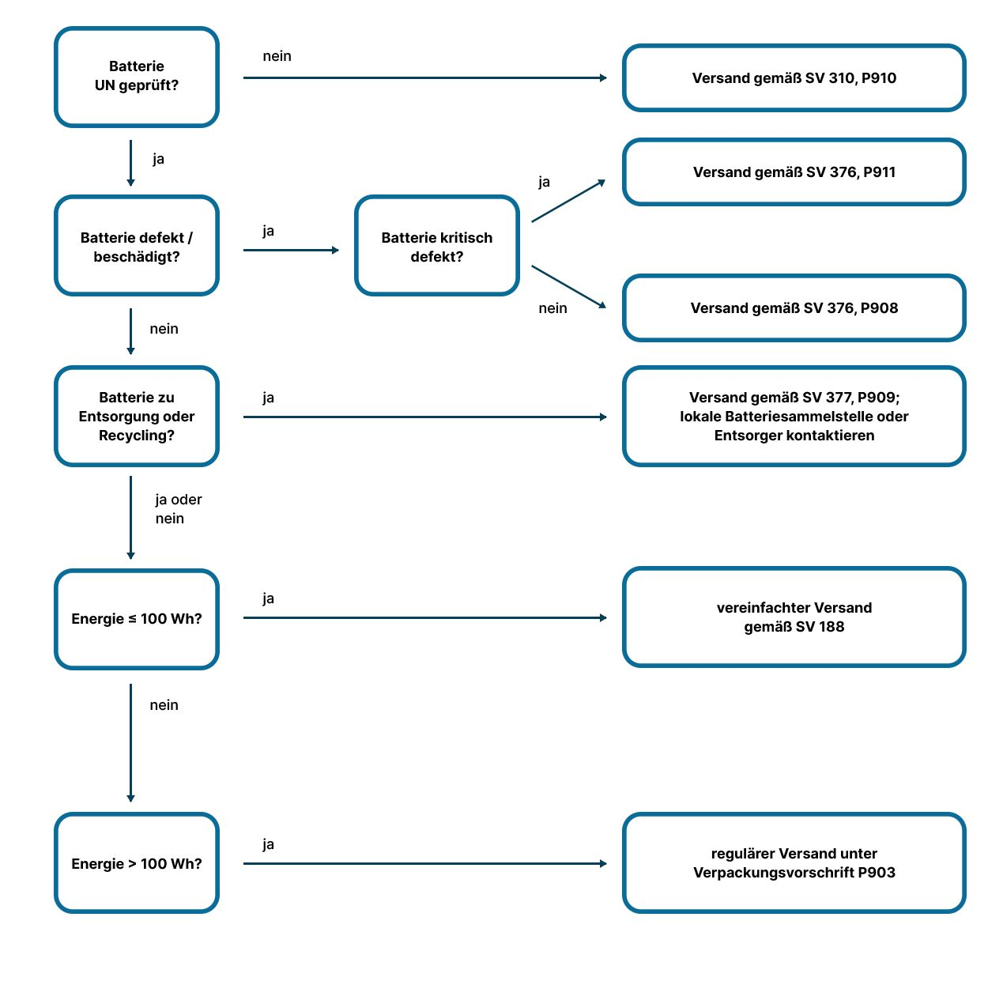 Batterie
UN geprüft?
nein
Versand gemäß SV 310, P910
ja
Batterie defekt /
beschädigt?
ja
Batterie kritisch
defekt?
ja
Versand gemäß SV 376, P911
nein
Versand gemäß SV 376, P908
nein
Batterie zu
Entsorgung oder
Recycling?
ja
Versand gemäß SV 377, P909;
lokale Batteriesammelstelle oder
Entsorger kontaktieren
ja oder
nein
Energie ≤ 100 Wh?
ja
vereinfachter Versand
gemäß SV 188
nein
Energie > 100 Wh?
ja
regulärer Versand unter
Verpackungsvorschrift P903